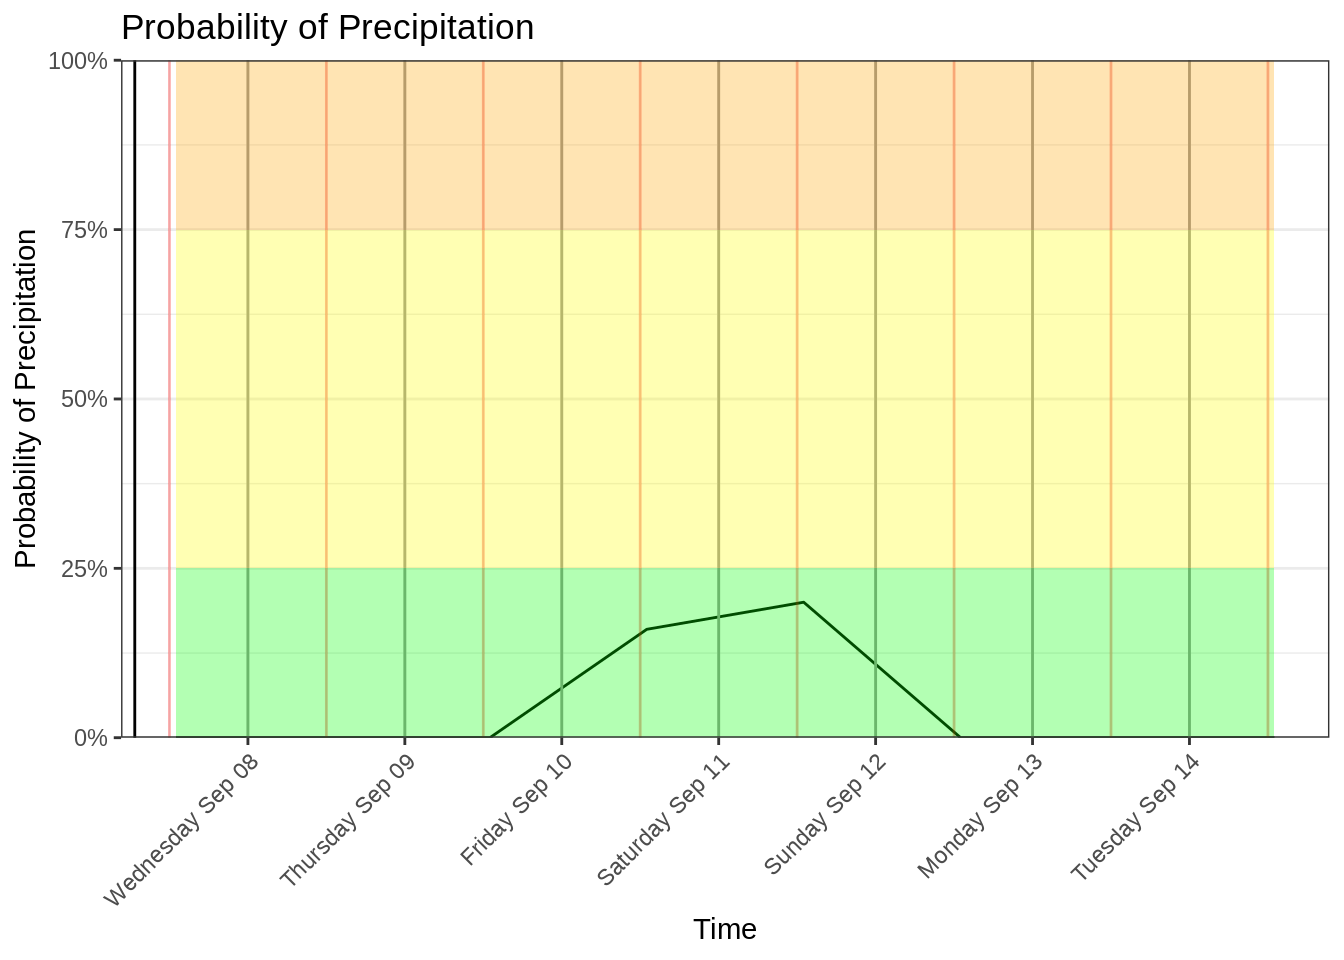 Probability of Precipitation
Probability of Precipitation
100%
75%
50%
25%
0%
Wednesday Sep 08
Thursday Sep 09
Friday Sep 10
Saturday Sep 11
Sunday Sep 12
Monday Sep 13
Tuesday Sep 14
Time